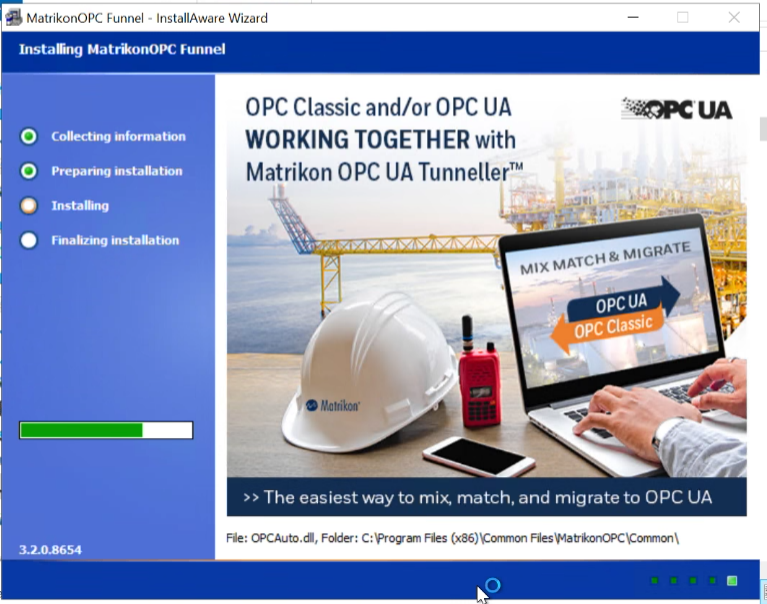 MatrikonOPC Funnel - InstallAware Wizard
Installing MatrikonOPC Funnel
Collecting information
Preparing installation
Installing
Finalizing installation
3.2.0.8654
OPC Classic and/or OPC UA
WORKING TOGETHER with
Matrikon OPC UA Tunneller™
OPC UA
MIX MATCH & MIGRATE
OPC UA
OPC Classic
Matrikon®
>> The easiest way to mix, match, and migrate to OPC UA
File: OPCAuto.dll, Folder: C:\Program Files (x86)\Common Files\MatrikonOPC\Common\